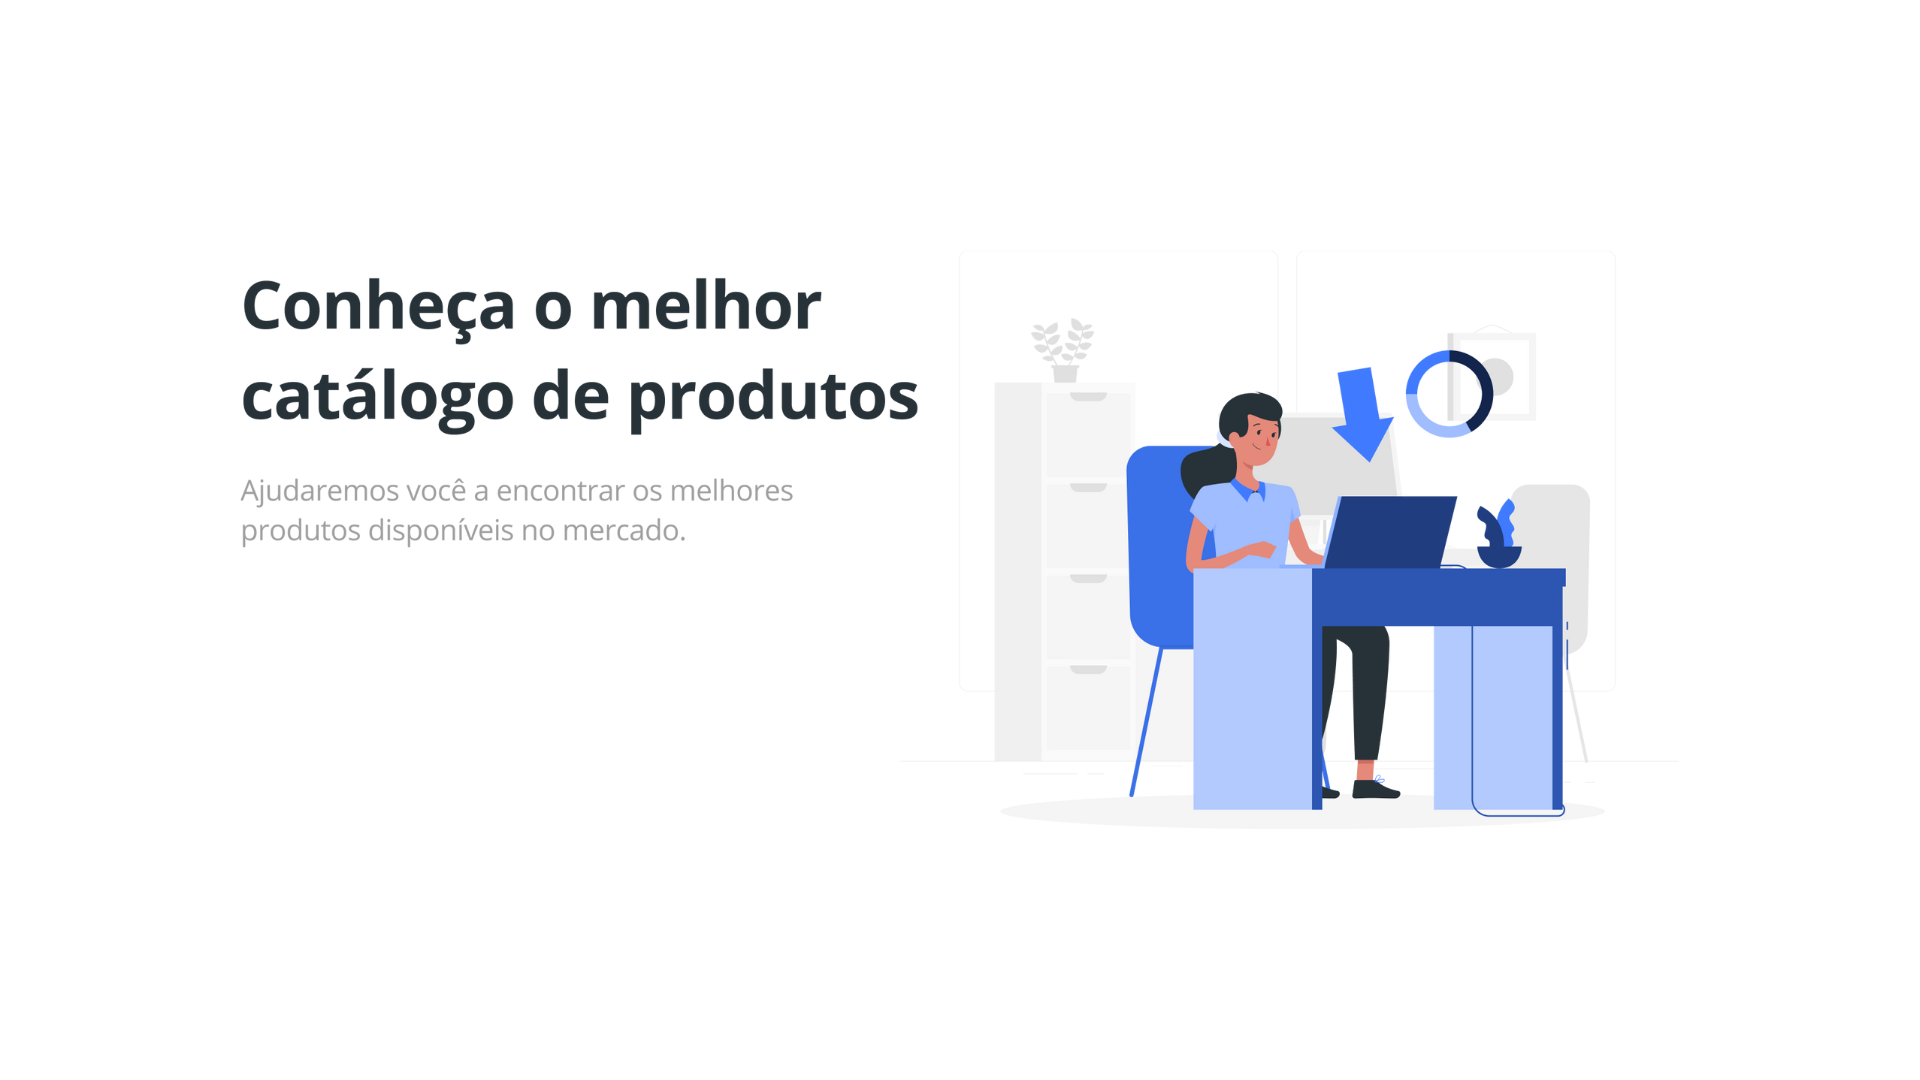 Conheça o melhor
catálogo de produtos
Ajudaremos você a encontrar os melhores
produtos disponíveis no mercado.